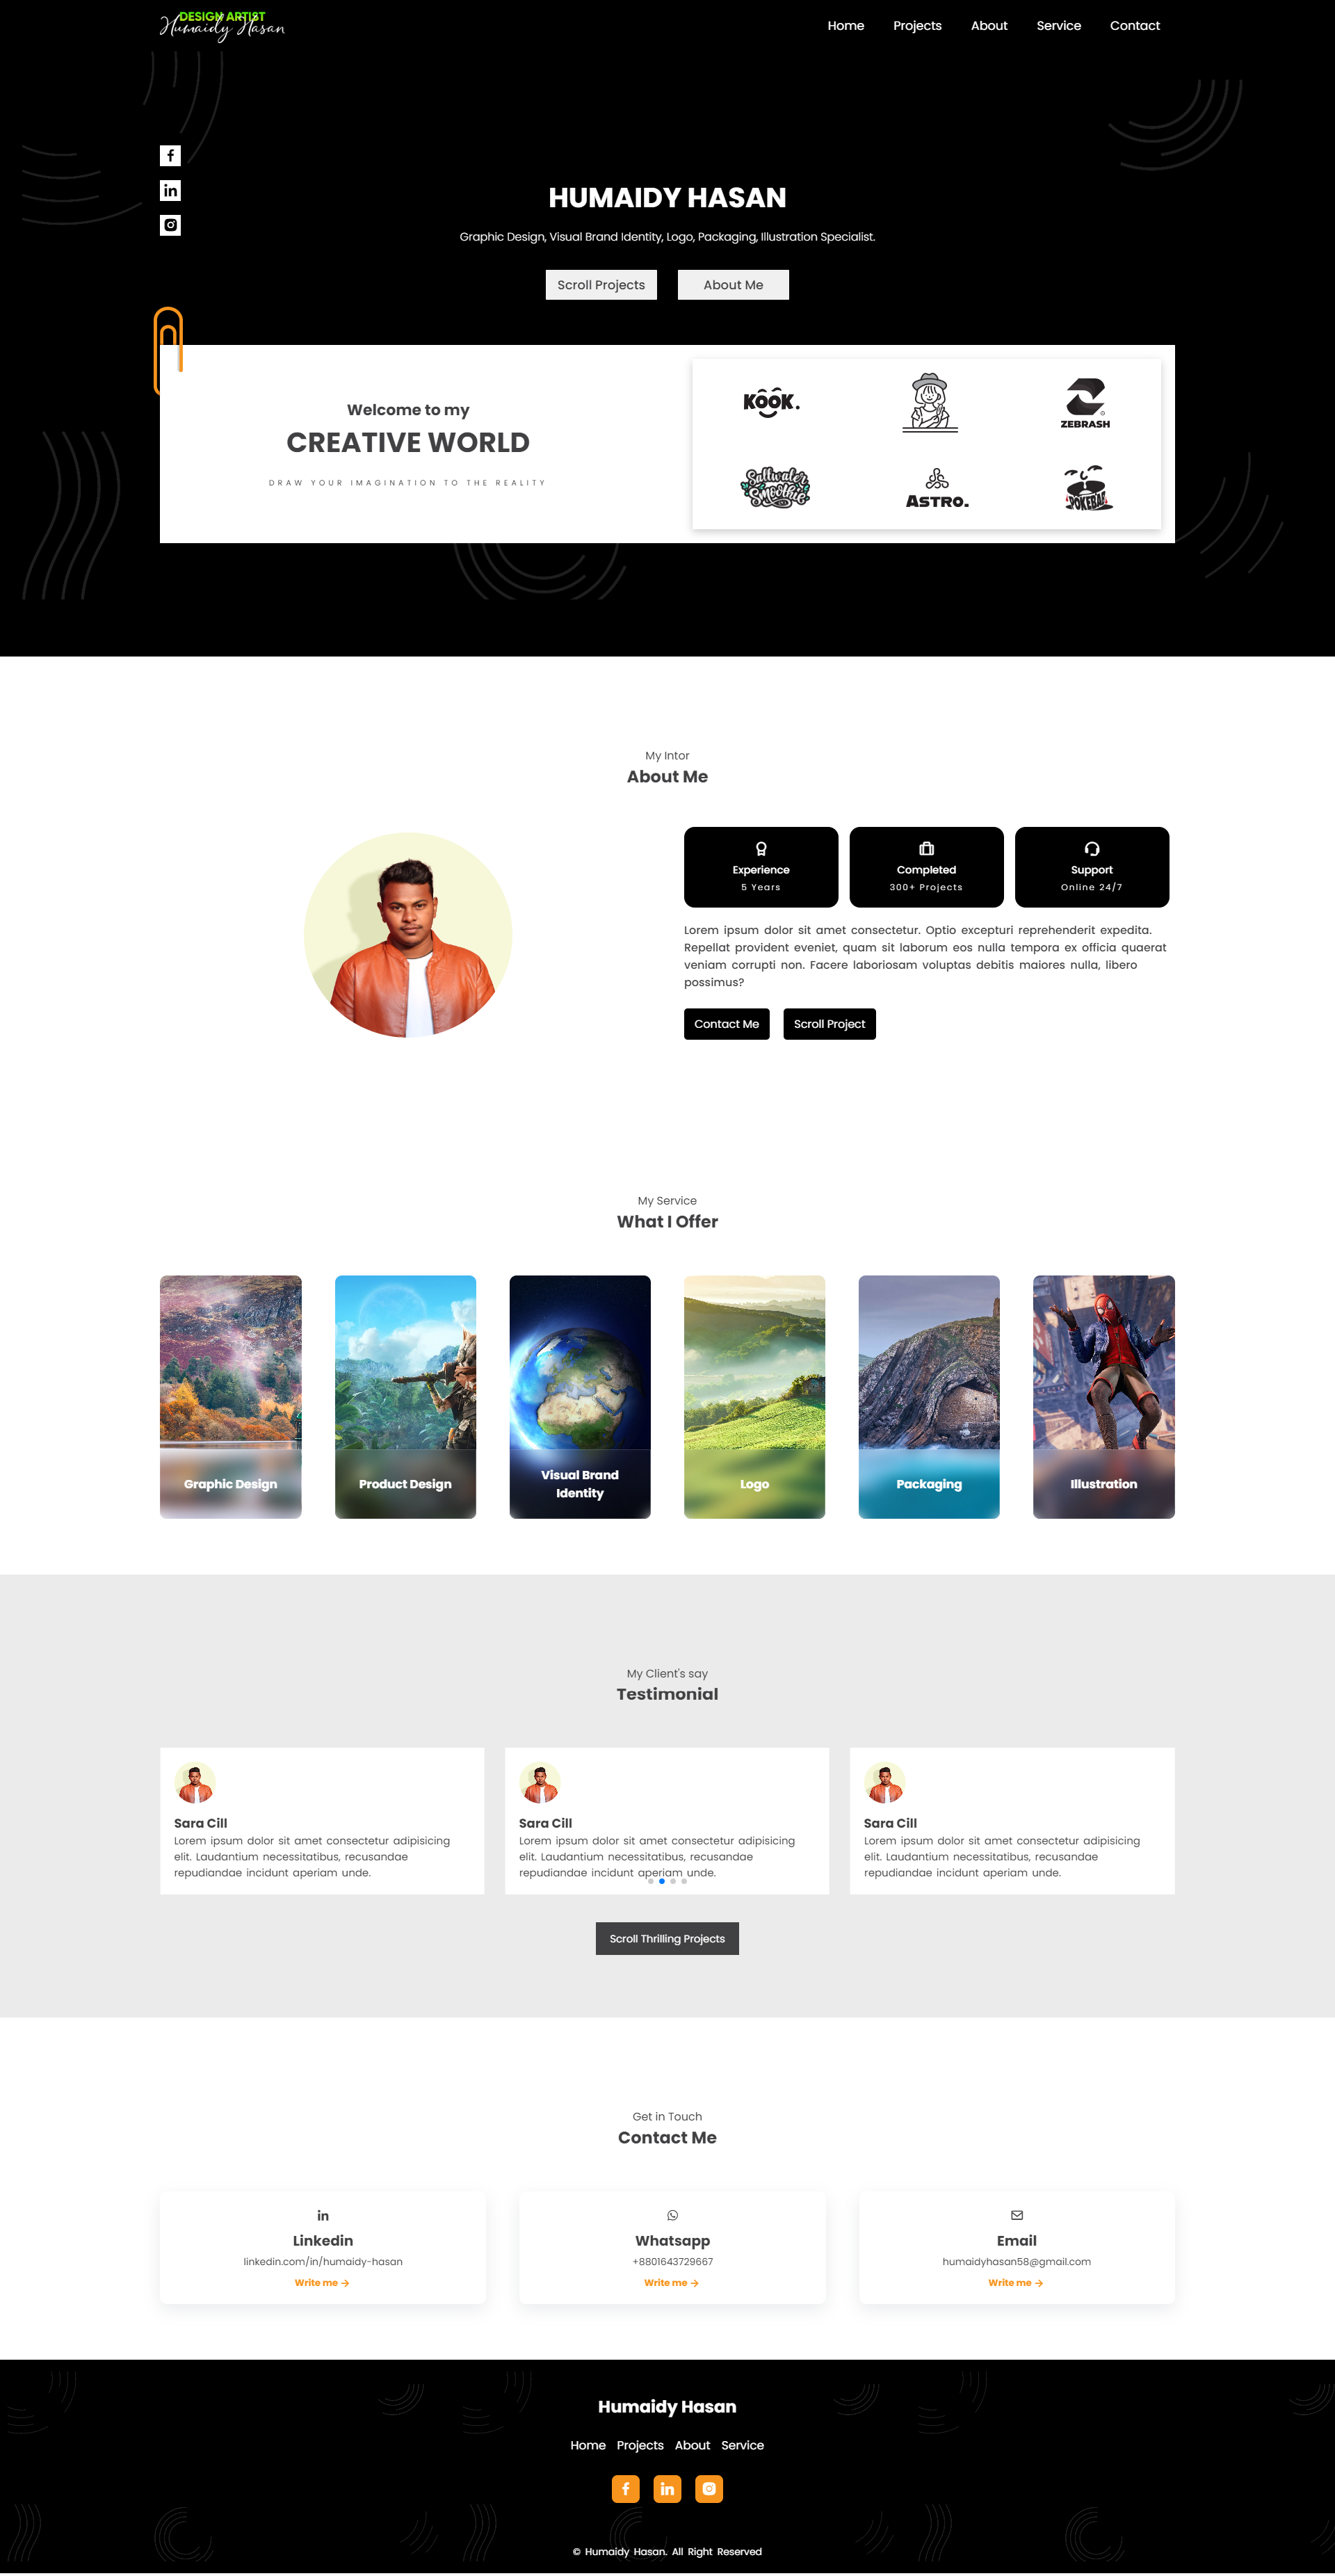 DESIGN ARTIST
Humaidy Hasan
Home Projects About Service Contact
HUMAIDY HASAN
Graphic Design, Visual Brand Identity, Logo, Packaging, Illustration Specialist.
Scroll Projects About Me
Welcome to my
CREATIVE WORLD
DRAW YOUR IMAGINATION TO THE REALITY
KOOK.
ZEBRASH
Saltwater
Smoothie
ASTRO.
POKEBAB
My Intor
About Me
Experience
5 Years
Completed
300+ Projects
Support
Online 24/7
Lorem ipsum dolor sit amet consectetur. Optio excepturi reprehenderit expedita.
Repellat provident eveniet, quam sit laborum eos nulla tempora ex officia quaerat
veniam corrupti non. Facere laboriosam voluptas debitis maiores nulla, libero
possimus?
Contact Me Scroll Project
My Service
What I Offer
Graphic Design
Product Design
Visual Brand
Identity
Logo
Packaging
Illustration
My Client's say
Testimonial
Sara Cill
Lorem ipsum dolor sit amet consectetur adipisicing
elit. Laudantium necessitatibus, recusandae
repudiandae incidunt aperiam unde.
Sara Cill
Lorem ipsum dolor sit amet consectetur adipisicing
elit. Laudantium necessitatibus, recusandae
repudiandae incidunt aperiam unde.
Sara Cill
Lorem ipsum dolor sit amet consectetur adipisicing
elit. Laudantium necessitatibus, recusandae
repudiandae incidunt aperiam unde.
Scroll Thrilling Projects
Get in Touch
Contact Me
Linkedin
linkedin.com/in/humaidy-hasan
Write me
Whatsapp
+8801643729667
Write me
Email
humaidyhasan58@gmail.com
Write me
Humaidy Hasan
Home Projects About Service
© Humaidy Hasan. All Right Reserved